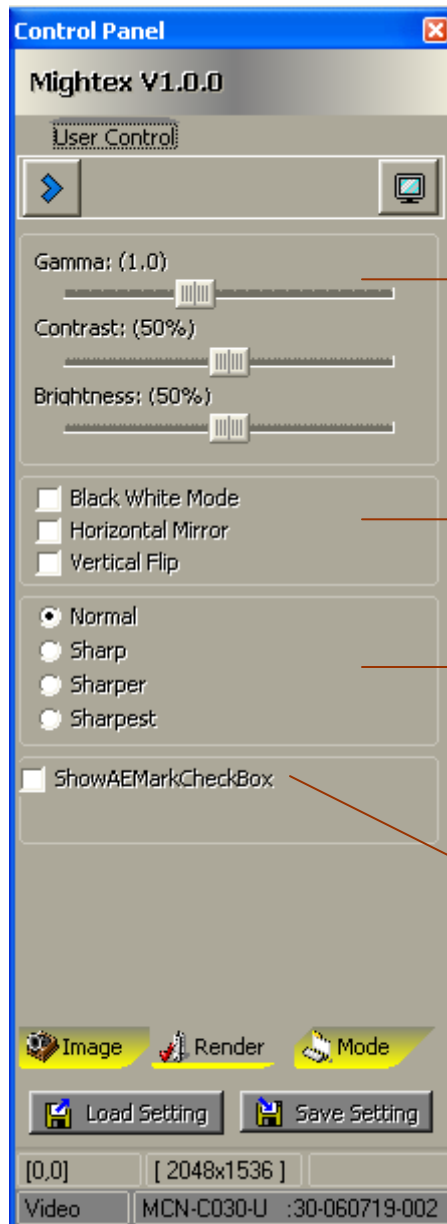 Control Panel
Mightex V1.0.0
User Control
Gamma: (1.0)
Contrast: (50%)
Brightness: (50%)
Black White Mode
Horizontal Mirror
Vertical Flip
Normal
Sharp
Sharper
Sharpest
ShowAEMarkCheckBox
Image Render Mode
Load Setting Save Setting
[0,0] [ 2048x1536 ]
Video MCN-C030-U :30-060719-002